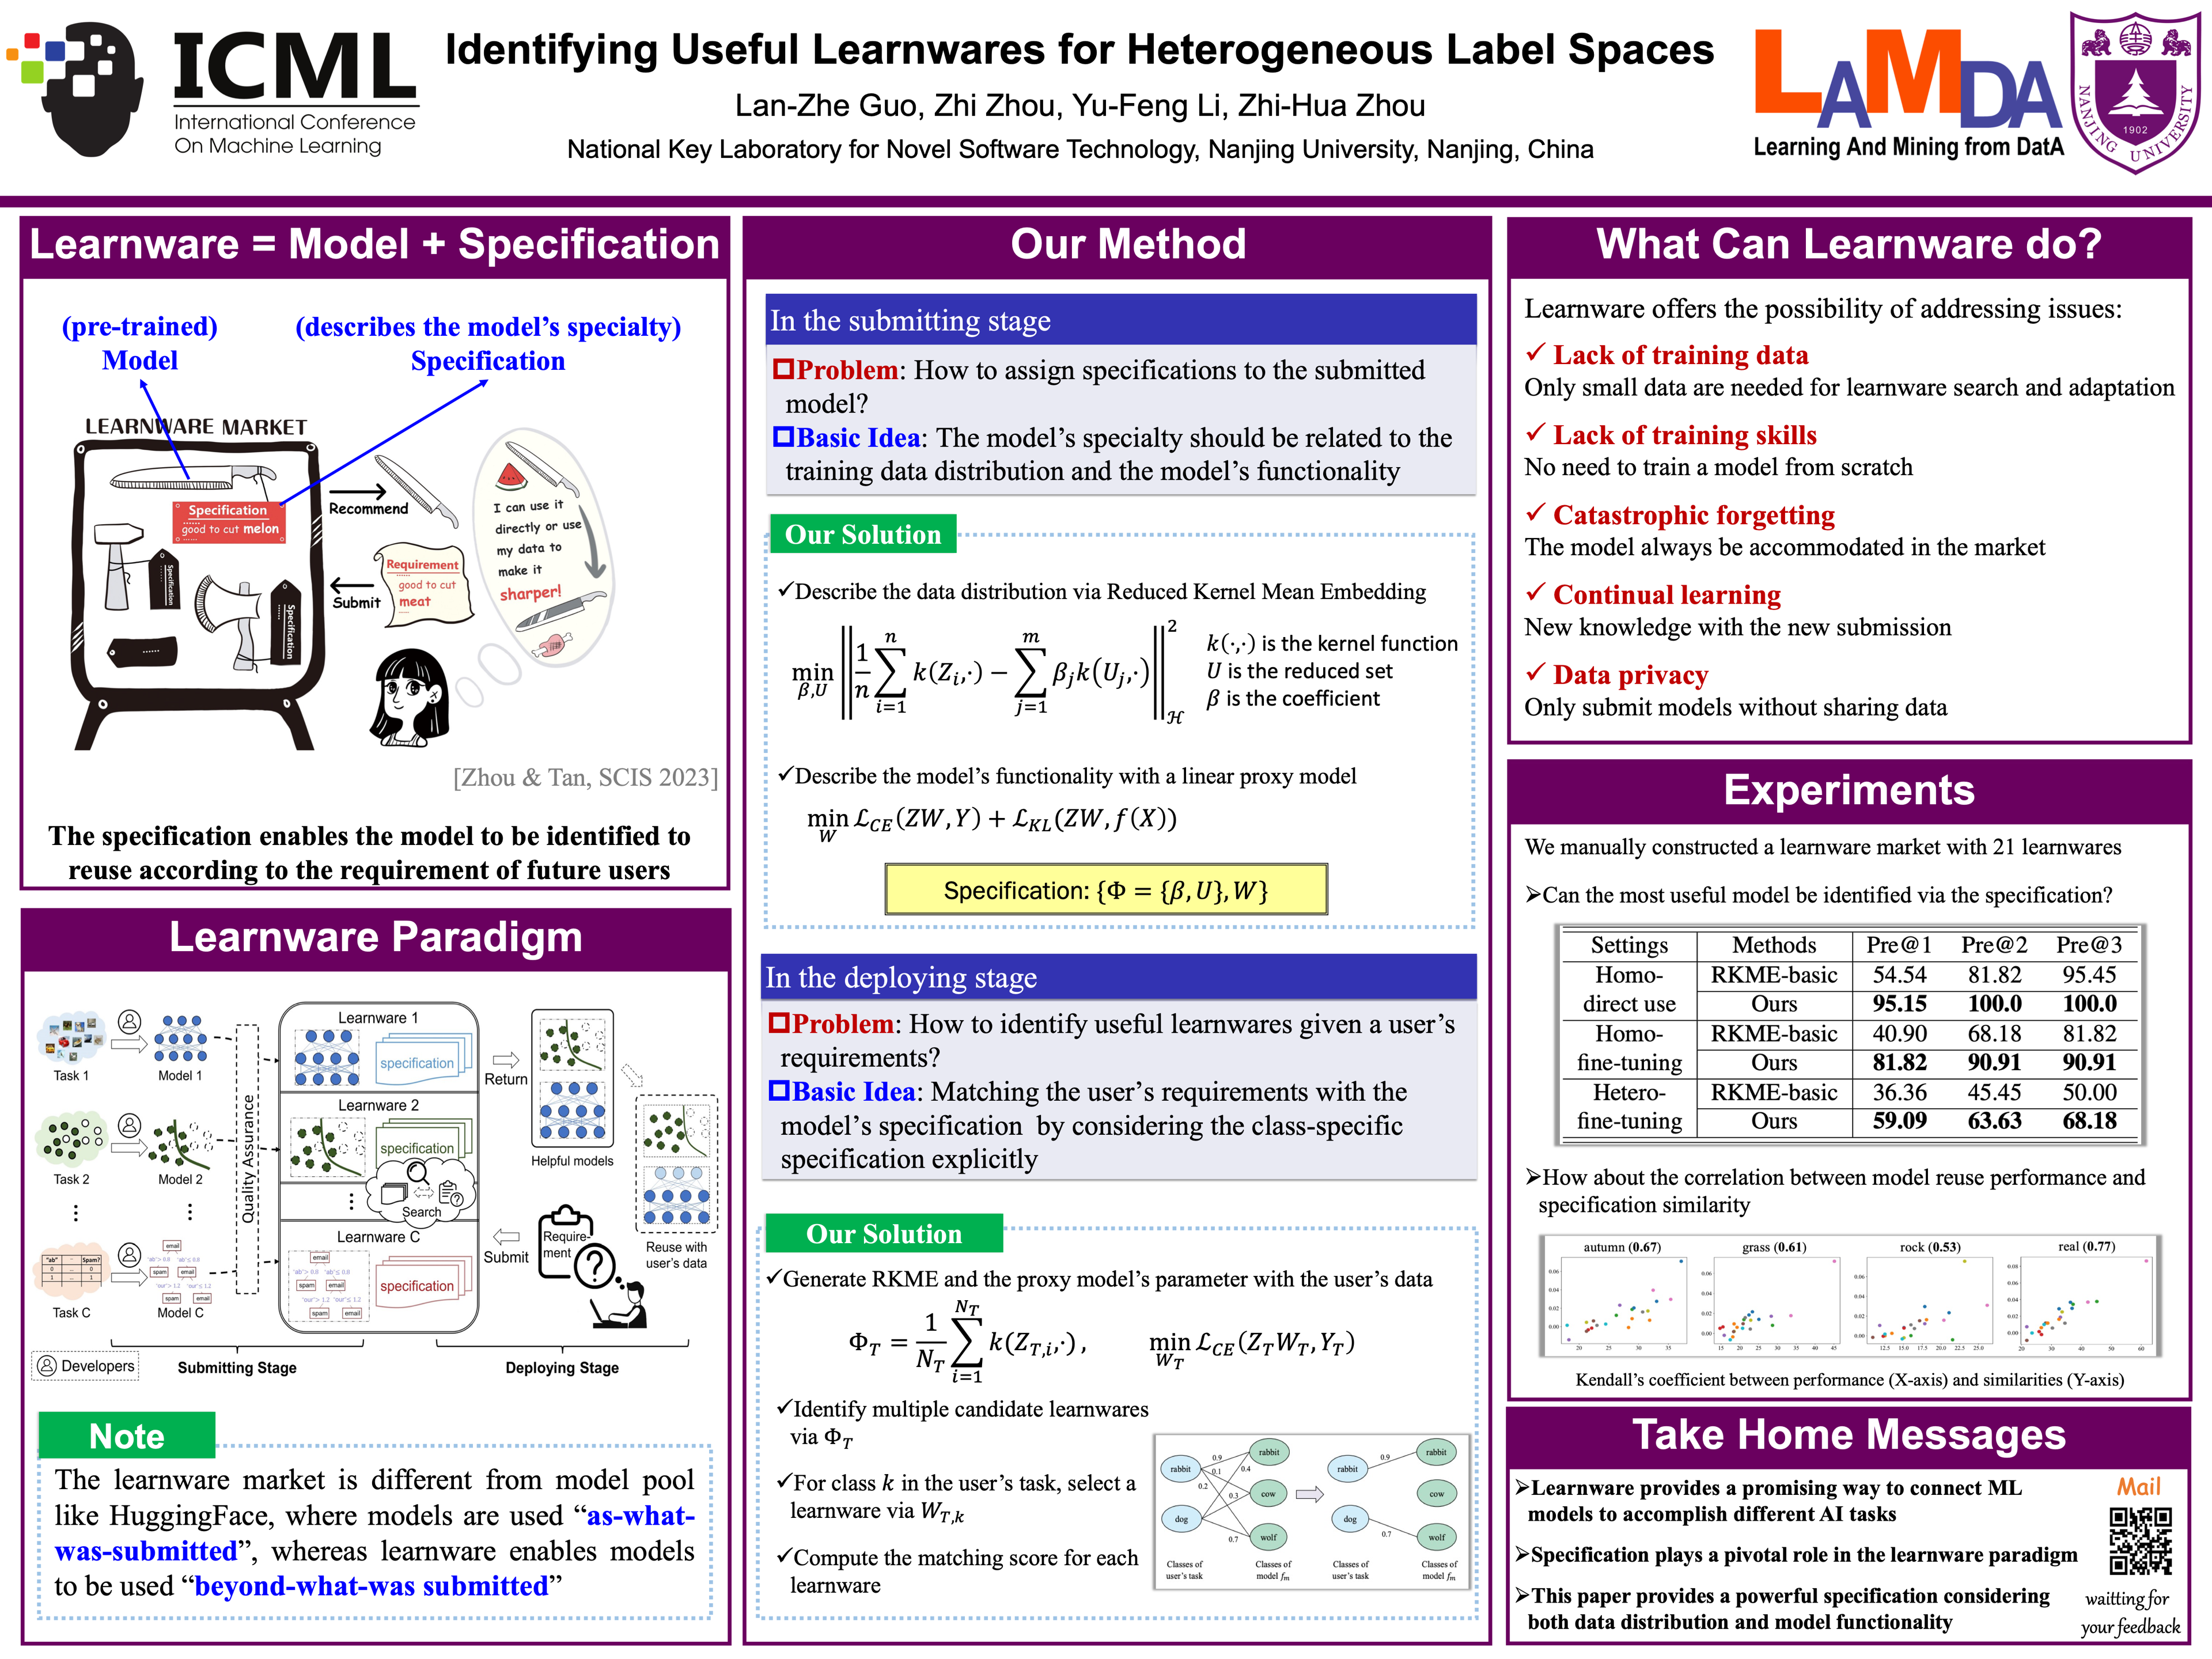 ICML
International Conference
On Machine Learning
Identifying Useful Learnwares for Heterogeneous Label Spaces
Lan-Zhe Guo, Zhi Zhou, Yu-Feng Li, Zhi-Hua Zhou
National Key Laboratory for Novel Software Technology, Nanjing University, Nanjing, China
LAMDA
Learning And Mining from DatA
NANJING UNIVERSITY
1902
Learnware = Model + Specification
(pre-trained)
Model
(describes the model's specialty)
Specification
LEARNWARE MARKET
Specification
good to cut melon
Specification
Specification
Recommend
Submit
Requirement
good to cut
meat
I can use it
directly or use
my data to
make it
sharper!
[Zhou & Tan, SCIS 2023]
The specification enables the model to be identified to
reuse according to the requirement of future users
Learnware Paradigm
Task 1
Model 1
Task 2
Model 2
Task C
Model C
Quality Assurance
Learnware 1
specification
Learnware 2
specification
Search
Learnware C
specification
Return
Submit
Helpful models
Require-
ment
Reuse with
user's data
Developers
Submitting Stage
Deploying Stage
Note
The learnware market is different from model pool
like HuggingFace, where models are used “as-what-
was-submitted”, whereas learnware enables models
to be used “beyond-what-was submitted”
Our Method
In the submitting stage
Problem: How to assign specifications to the submitted
model?
Basic Idea: The model's specialty should be related to the
training data distribution and the model's functionality
Our Solution
✓Describe the data distribution via Reduced Kernel Mean Embedding
min_{β,U} ‖ 1/n ∑_{i=1}^{n} k(Z_i,·) − ∑_{j=1}^{m} β_j k(U_j,·) ‖²_ℋ
k(·,·) is the kernel function
U is the reduced set
β is the coefficient
✓Describe the model's functionality with a linear proxy model
min_W ℒ_CE(ZW, Y) + ℒ_KL(ZW, f(X))
Specification: {Φ = {β, U}, W}
In the deploying stage
Problem: How to identify useful learnwares given a user's
requirements?
Basic Idea: Matching the user's requirements with the
model's specification by considering the class-specific
specification explicitly
Our Solution
✓Generate RKME and the proxy model's parameter with the user's data
Φ_T = 1/N_T ∑_{i=1}^{N_T} k(Z_{T,i},·), min_{W_T} ℒ_CE(Z_T W_T, Y_T)
✓Identify multiple candidate learnwares
via Φ_T
✓For class k in the user's task, select a
learnware via W_{T,k}
✓Compute the matching score for each
learnware
rabbit
dog
0.9
0.1
0.2
0.4
0.3
0.7
rabbit
cow
wolf
Classes of
user's task
Classes of
model f_m
rabbit
dog
0.9
0.7
rabbit
cow
wolf
Classes of
user's task
Classes of
model f_m
What Can Learnware do?
Learnware offers the possibility of addressing issues:
✓ Lack of training data
Only small data are needed for learnware search and adaptation
✓ Lack of training skills
No need to train a model from scratch
✓ Catastrophic forgetting
The model always be accommodated in the market
✓ Continual learning
New knowledge with the new submission
✓ Data privacy
Only submit models without sharing data
Experiments
We manually constructed a learnware market with 21 learnwares
➢Can the most useful model be identified via the specification?
Settings Methods Pre@1 Pre@2 Pre@3
Homo- RKME-basic 54.54 81.82 95.45
direct use Ours 95.15 100.0 100.0
Homo- RKME-basic 40.90 68.18 81.82
fine-tuning Ours 81.82 90.91 90.91
Hetero- RKME-basic 36.36 45.45 50.00
fine-tuning Ours 59.09 63.63 68.18
➢How about the correlation between model reuse performance and
specification similarity
autumn (0.67) grass (0.61) rock (0.53) real (0.77)
Kendall's coefficient between performance (X-axis) and similarities (Y-axis)
Take Home Messages
➢Learnware provides a promising way to connect ML
models to accomplish different AI tasks
➢Specification plays a pivotal role in the learnware paradigm
➢This paper provides a powerful specification considering
both data distribution and model functionality
Mail
waitting for
your feedback